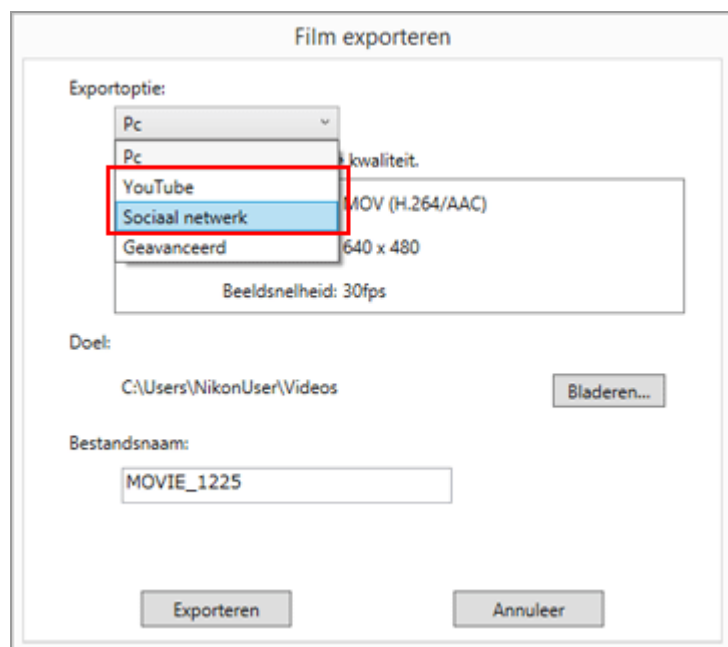 Film exporteren
Exportoptie:
Pc
Pc
kwaliteit.
YouTube
MOV (H.264/AAC)
Sociaal netwerk
Geavanceerd
640 x 480
Beeldsnelheid: 30fps
Doel:
C:\Users\NikonUser\Videos
Bladeren...
Bestandsnaam:
MOVIE_1225
Exporteren
Annuleer